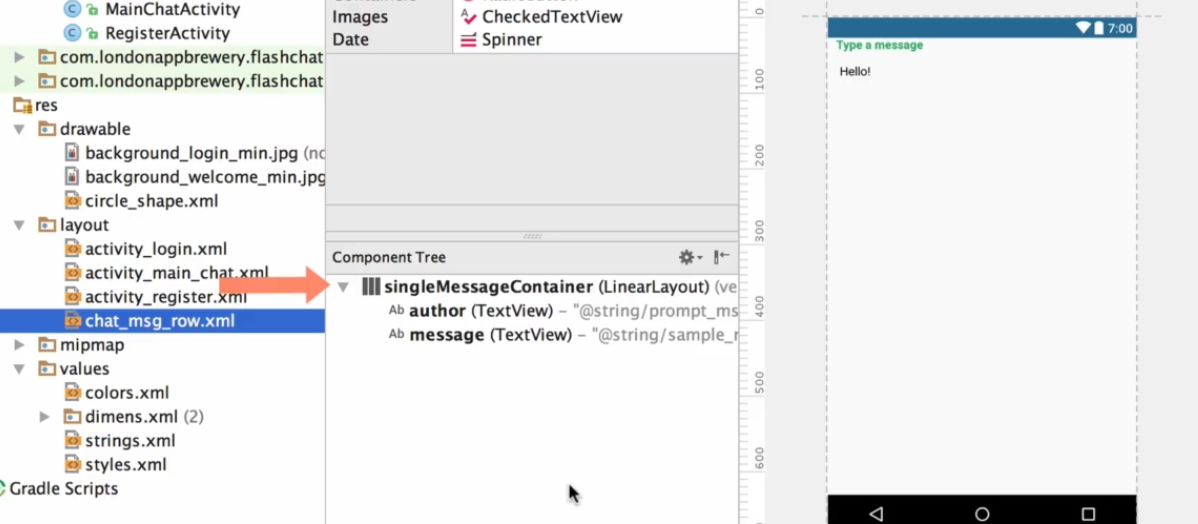 MainChatActivity
RegisterActivity
com.londonappbrewery.flashchat
com.londonappbrewery.flashchat
res
drawable
background_login_min.jpg (no
background_welcome_min.jpg
circle_shape.xml
layout
activity_login.xml
activity_main_chat.xml
activity_register.xml
chat_msg_row.xml
mipmap
values
colors.xml
dimens.xml (2)
strings.xml
styles.xml
Gradle Scripts
Images
Date
CheckedTextView
Spinner
Component Tree
singleMessageContainer (LinearLayout) (ve
Ab author (TextView) – "@string/prompt_ms
Ab message (TextView) – "@string/sample_
0
100
200
300
400
500
600
7:00
Type a message
Hello!